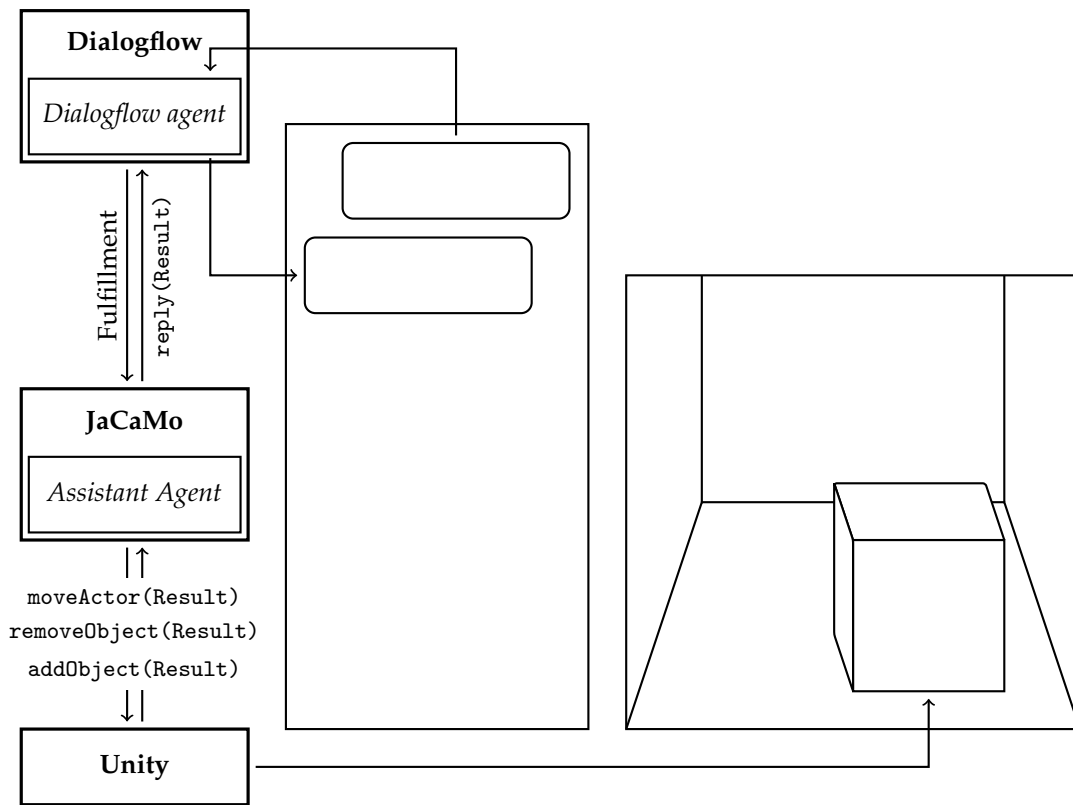 Dialogflow
Dialogflow agent
Fulfillment
reply(Result)
JaCaMo
Assistant Agent
moveActor(Result)
removeObject(Result)
addObject(Result)
Unity